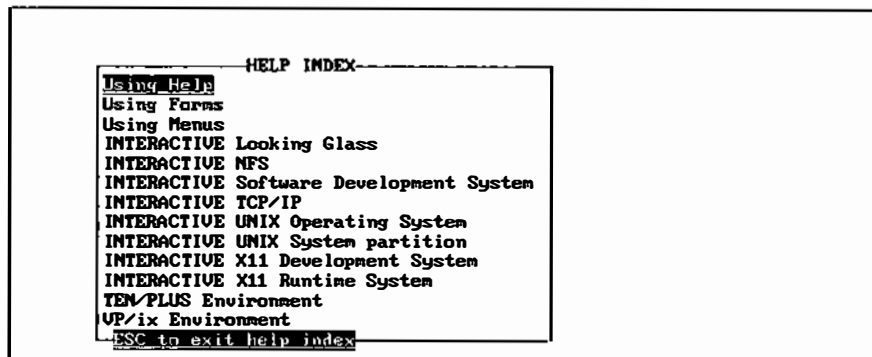 HELP INDEX
Using Help
Using Forms
Using Menus
INTERACTIVE Looking Glass
INTERACTIVE NFS
INTERACTIVE Software Development System
INTERACTIVE TCP/IP
INTERACTIVE UNIX Operating System
INTERACTIVE UNIX System partition
INTERACTIVE X11 Development System
INTERACTIVE X11 Runtime System
TEN/PLUS Environment
VP/ix Environment
ESC to exit help index